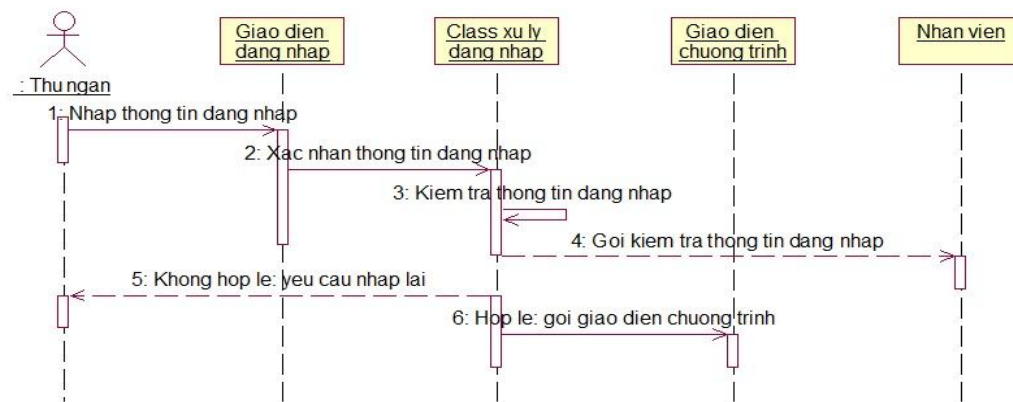 Giao dien
dang nhap
Class xu ly
dang nhap
Giao dien
chuong trinh
Nhan vien
: Thu ngan
1: Nhap thong tin dang nhap
2: Xac nhan thong tin dang nhap
3: Kiem tra thong tin dang nhap
4: Goi kiem tra thong tin dang nhap
5: Khong hop le: yeu cau nhap lai
6: Hop le: goi giao dien chuong trinh